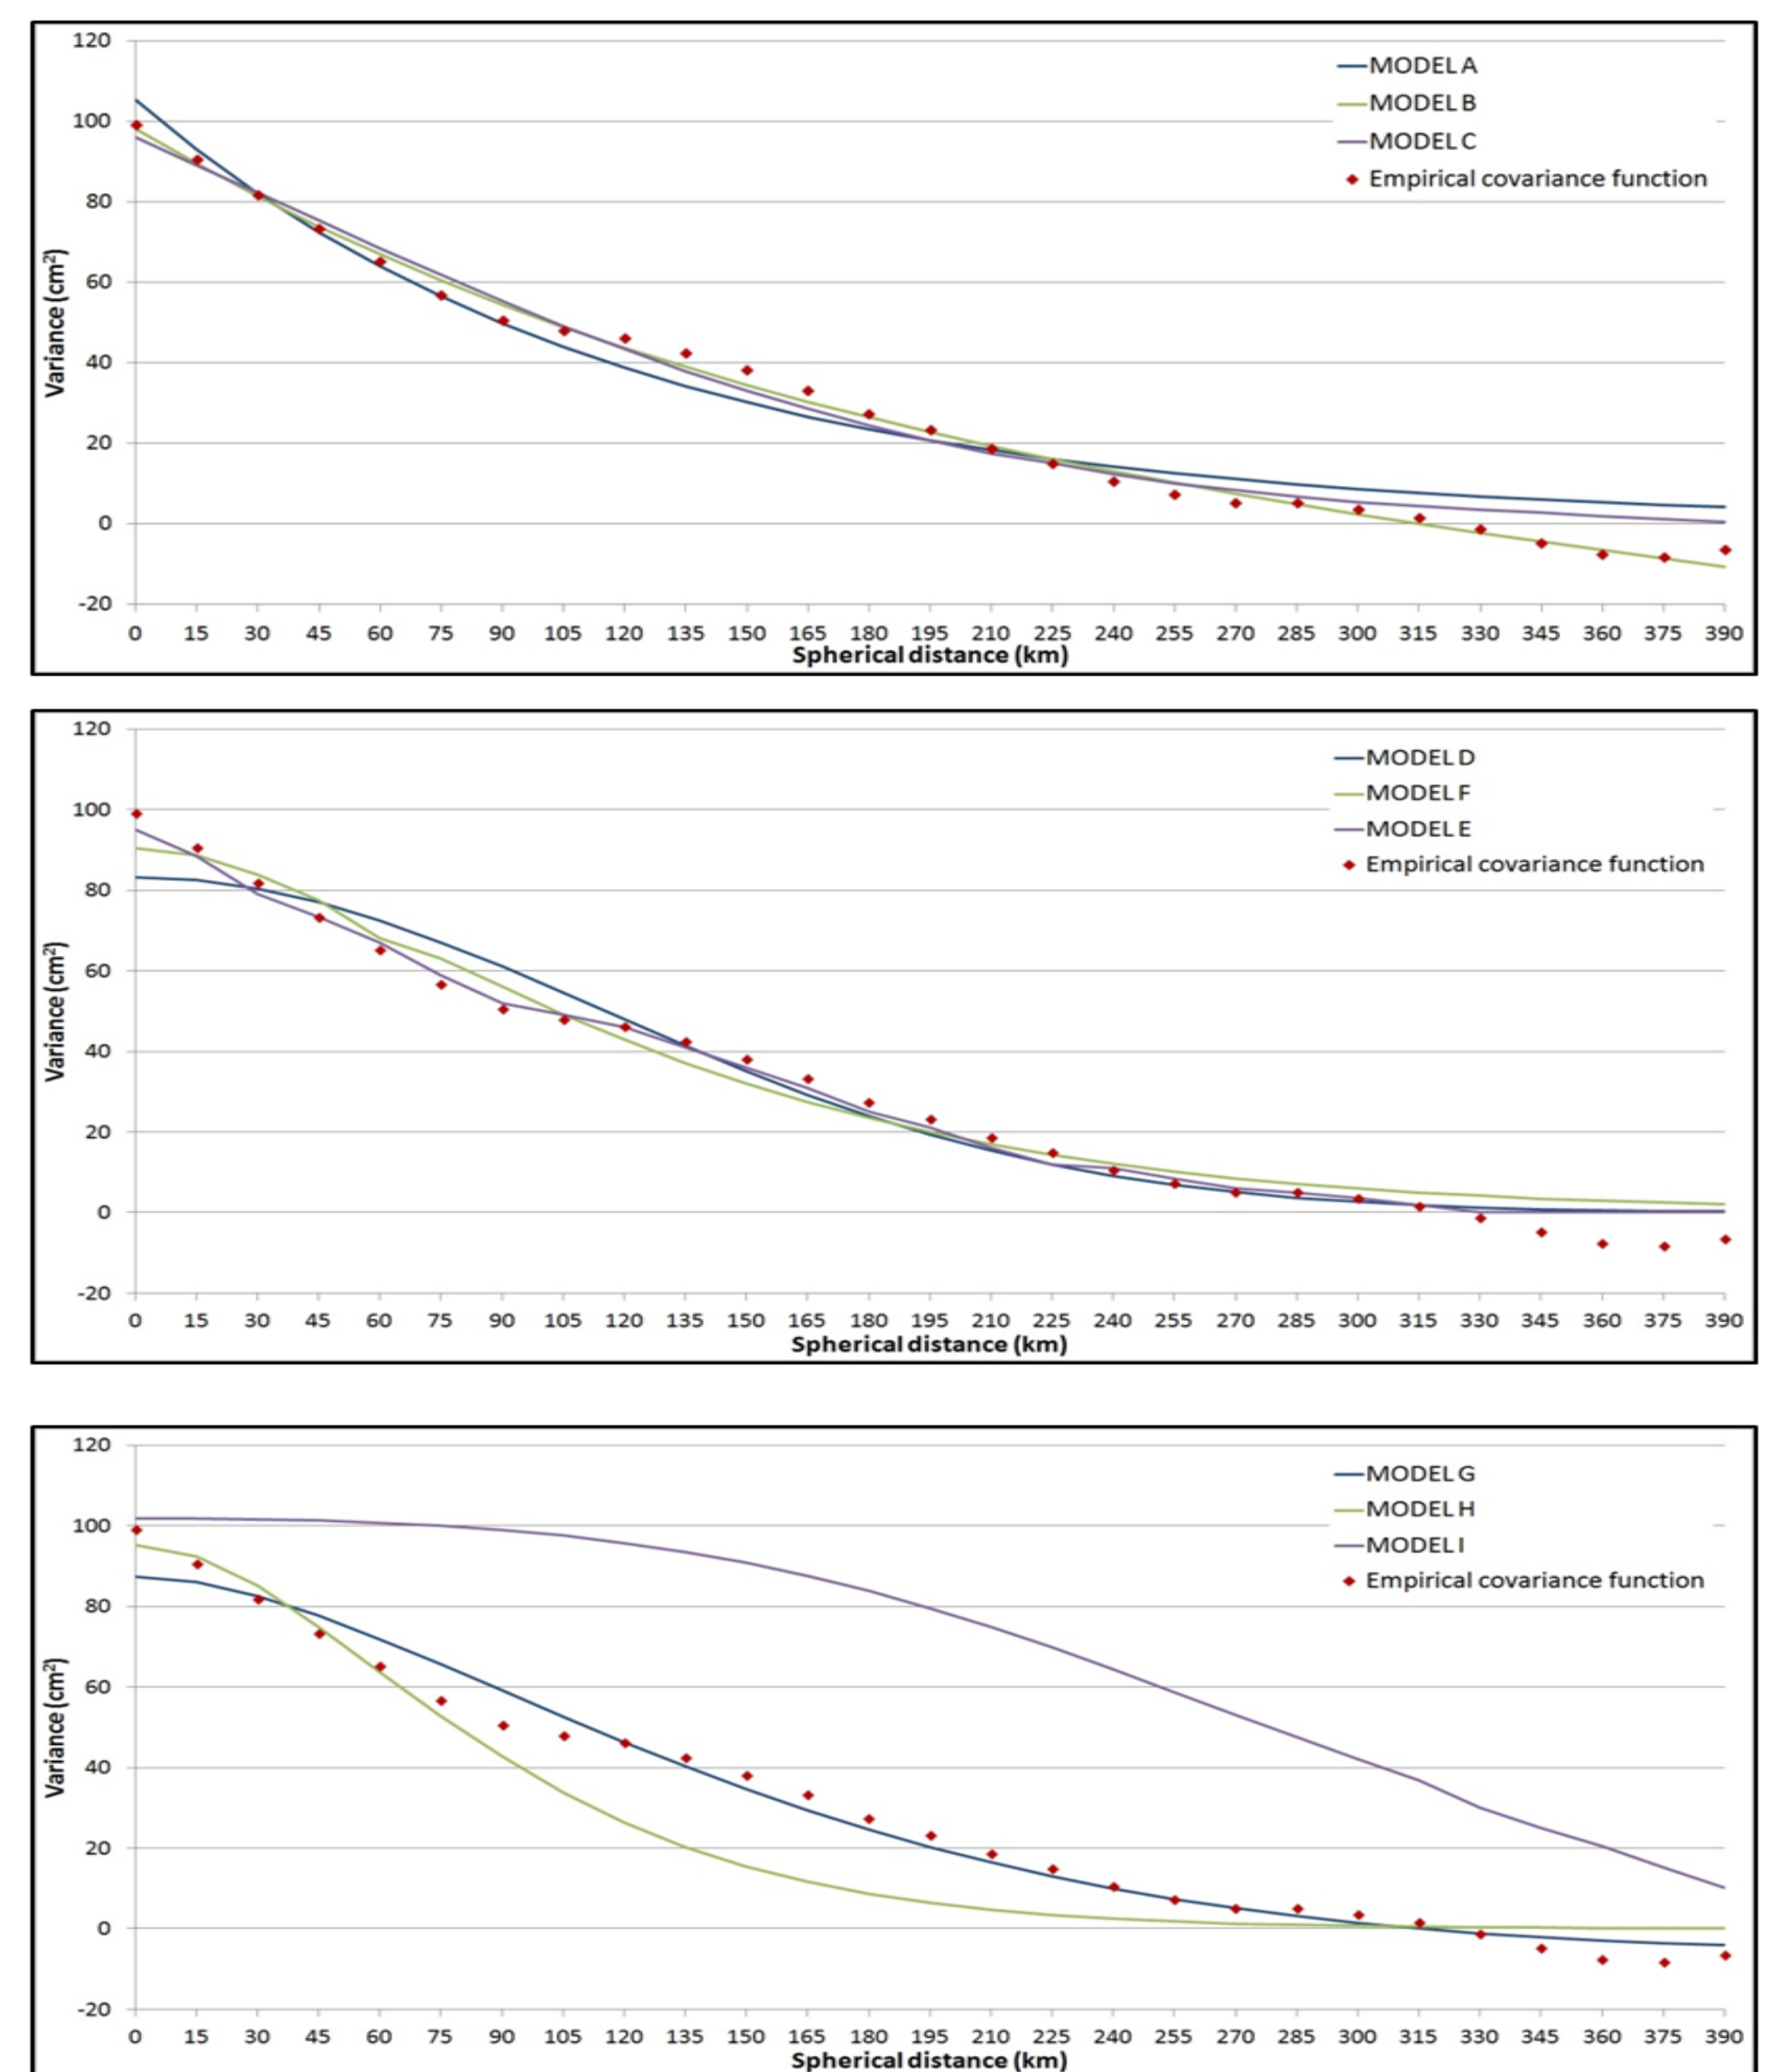 120
100
80
60
40
20
0
-20
Variance (cm²)
MODEL A
MODEL B
MODEL C
Empirical covariance function
0 15 30 45 60 75 90 105 120 135 150 165 180 195 210 225 240 255 270 285 300 315 330 345 360 375 390
Spherical distance (km)
120
100
80
60
40
20
0
-20
Variance (cm²)
MODEL D
MODEL F
MODEL E
Empirical covariance function
0 15 30 45 60 75 90 105 120 135 150 165 180 195 210 225 240 255 270 285 300 315 330 345 360 375 390
Spherical distance (km)
120
100
80
60
40
20
0
-20
Variance (cm²)
MODEL G
MODEL H
MODEL I
Empirical covariance function
0 15 30 45 60 75 90 105 120 135 150 165 180 195 210 225 240 255 270 285 300 315 330 345 360 375 390
Spherical distance (km)